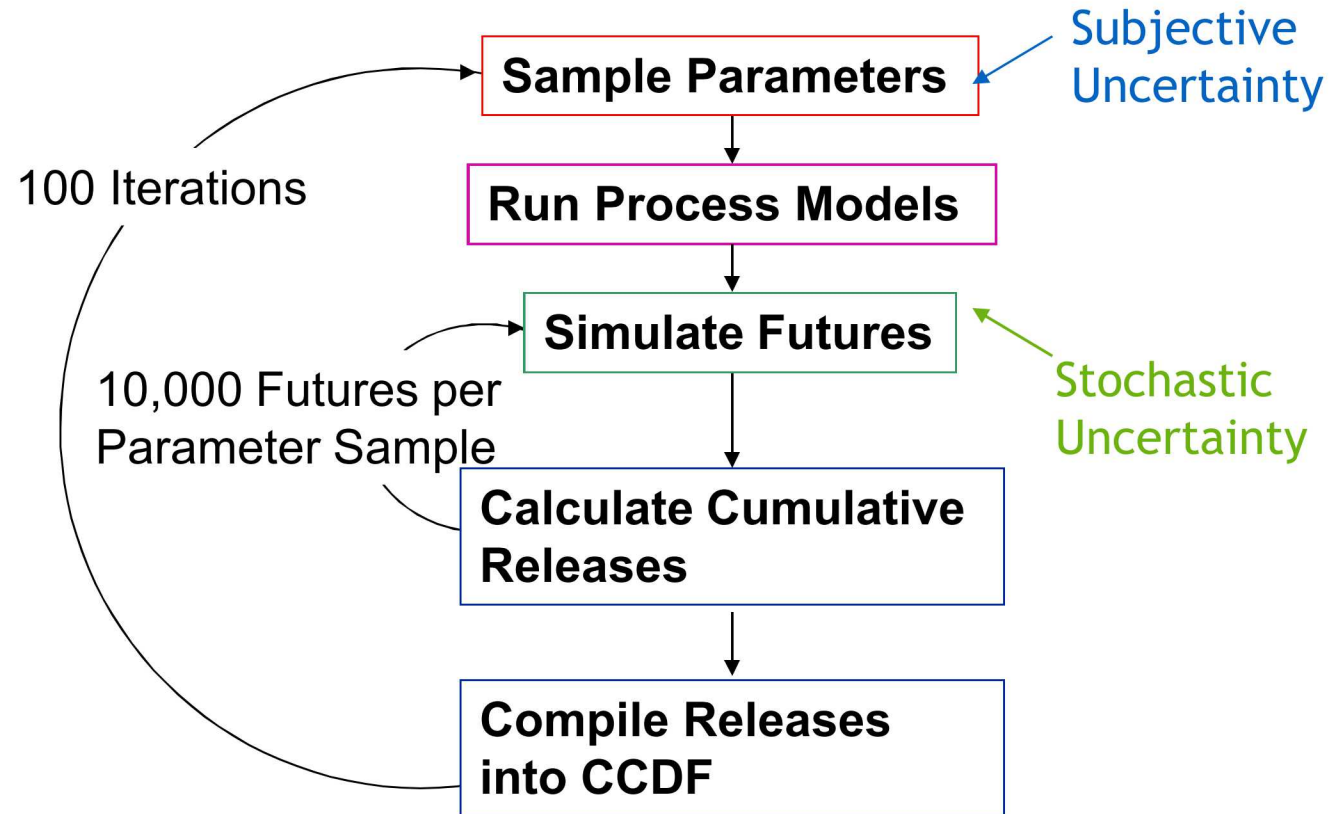 Subjective
Uncertainty
Sample Parameters
100 Iterations
Run Process Models
Simulate Futures
10,000 Futures per
Parameter Sample
Stochastic
Uncertainty
Calculate Cumulative
Releases
Compile Releases
into CCDF